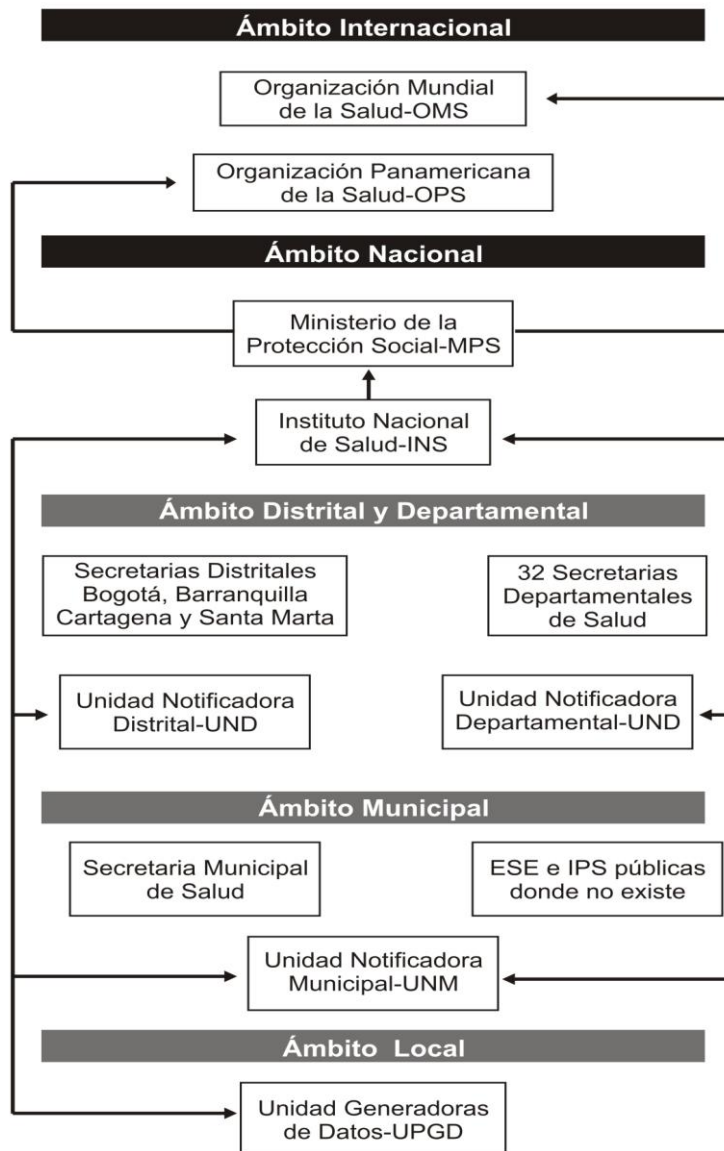 Ámbito Internacional
Organización Mundial
de la Salud-OMS
Organización Panamericana
de la Salud-OPS
Ámbito Nacional
Ministerio de la
Protección Social-MPS
Instituto Nacional
de Salud-INS
Ámbito Distrital y Departamental
Secretarias Distritales
Bogotá, Barranquilla
Cartagena y Santa Marta
32 Secretarias
Departamentales
de Salud
Unidad Notificadora
Distrital-UND
Unidad Notificadora
Departamental-UND
Ámbito Municipal
Secretaria Municipal
de Salud
ESE e IPS públicas
donde no existe
Unidad Notificadora
Municipal-UNM
Ámbito Local
Unidad Generadoras
de Datos-UPGD